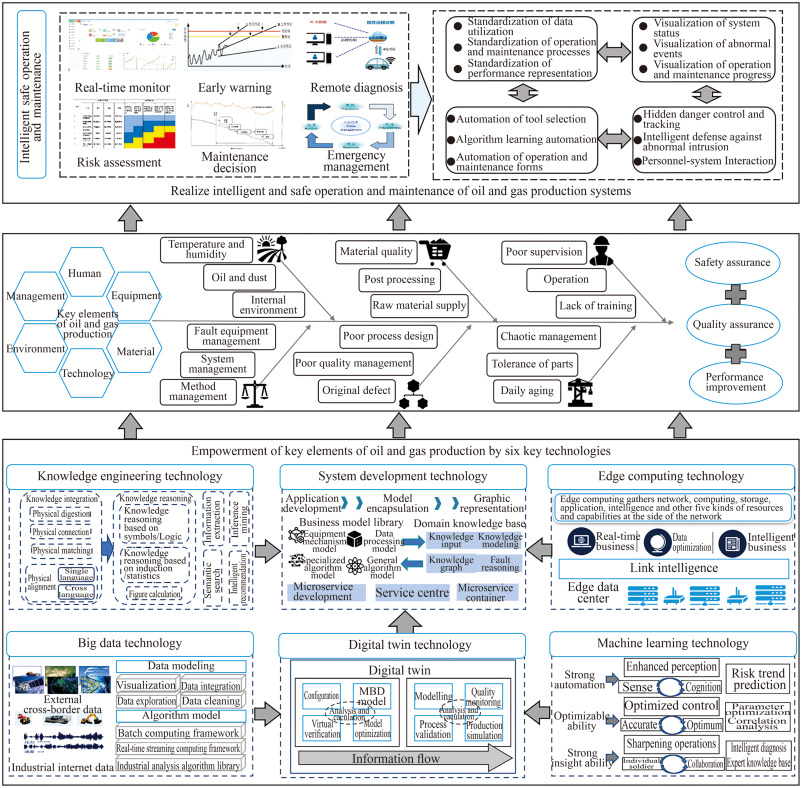 Intelligent safe operation
and maintenance
Real-time monitor
Early warning
Remote diagnosis
4G/5G
Risk assessment
Maintenance
decision
Emergency
management
Standardization of data
utilization
Standardization of operation
and maintenance processes
Standardization of
performance representation
Visualization of system
status
Visualization of abnormal
events
Visualization of operation
and maintenance progress
Automation of tool selection
Algorithm learning automation
Automation of operation and
maintenance forms
Hidden danger control and
tracking
Intelligent defense against
abnormal intrusion
Personnel-system Interaction
Realize intelligent and safe operation and maintenance of oil and gas production systems
Human
Management
Equipment
Key elements
of oil and gas
production
Environment
Material
Technology
Temperature and
humidity
Oil and dust
Internal
environment
Fault equipment
management
System
management
Method
management
Material quality
Post processing
Raw material supply
Poor process design
Poor quality management
Original defect
Poor supervision
Operation
Lack of training
Chaotic management
Tolerance of parts
Daily aging
Safety assurance
Quality assurance
Performance
improvement
Empowerment of key elements of oil and gas production by six key technologies
Knowledge engineering technology
Knowledge integration
Physical digestion
Physical connection
Physical matching
Physical
alignment
Single
language
Cross
language
Knowledge reasoning
Knowledge
reasoning
based on
symbols/Logic
Knowledge
reasoning based
on induction
statistics
Figure calculation
Information
extraction
Inference
mining
Semantic
search
Intelligent
recommendation
System development technology
Application
development
Model
encapsulation
Graphic
representation
Business model library
Equipment
mechanism
model
Data
processing
model
Specialized
algorithm model
General
algorithm model
Domain knowledge base
Knowledge
input
Knowledge
modeling
Knowledge
graph
Fault
reasoning
Microservice
development
Service centre
Microservice
container
Edge computing technology
Edge computing gathers network, computing, storage,
application, intelligence and other five kinds of resources
and capabilities at the side of the network
Real-time
business
Data
optimization
Intelligent
business
Link intelligence
Edge data
center
Big data technology
External
cross-border data
Industrial internet data
Data modeling
Visualization
Data integration
Data exploration
Data cleaning
Algorithm model
Batch computing framework
Real-time streaming computing framework
Industrial analysis algorithm library
Digital twin technology
Digital twin
Configuration
MBD
model
Analysis and
Virtual
verification
Model
optimization
Modelling
Quality
monitoring
Analysis and
Process
validation
Production
simulation
Information flow
Machine learning technology
Strong
automation
Enhanced perception
Sense
Cognition
Risk trend
prediction
Optimizable
ability
Optimized control
Accurate
Optimum
Parameter
optimization
Correlation
analysis
Strong
insight ability
Sharpening operations
Individual
soldier
Collaboration
Intelligent diagnosis
Expert knowledge base